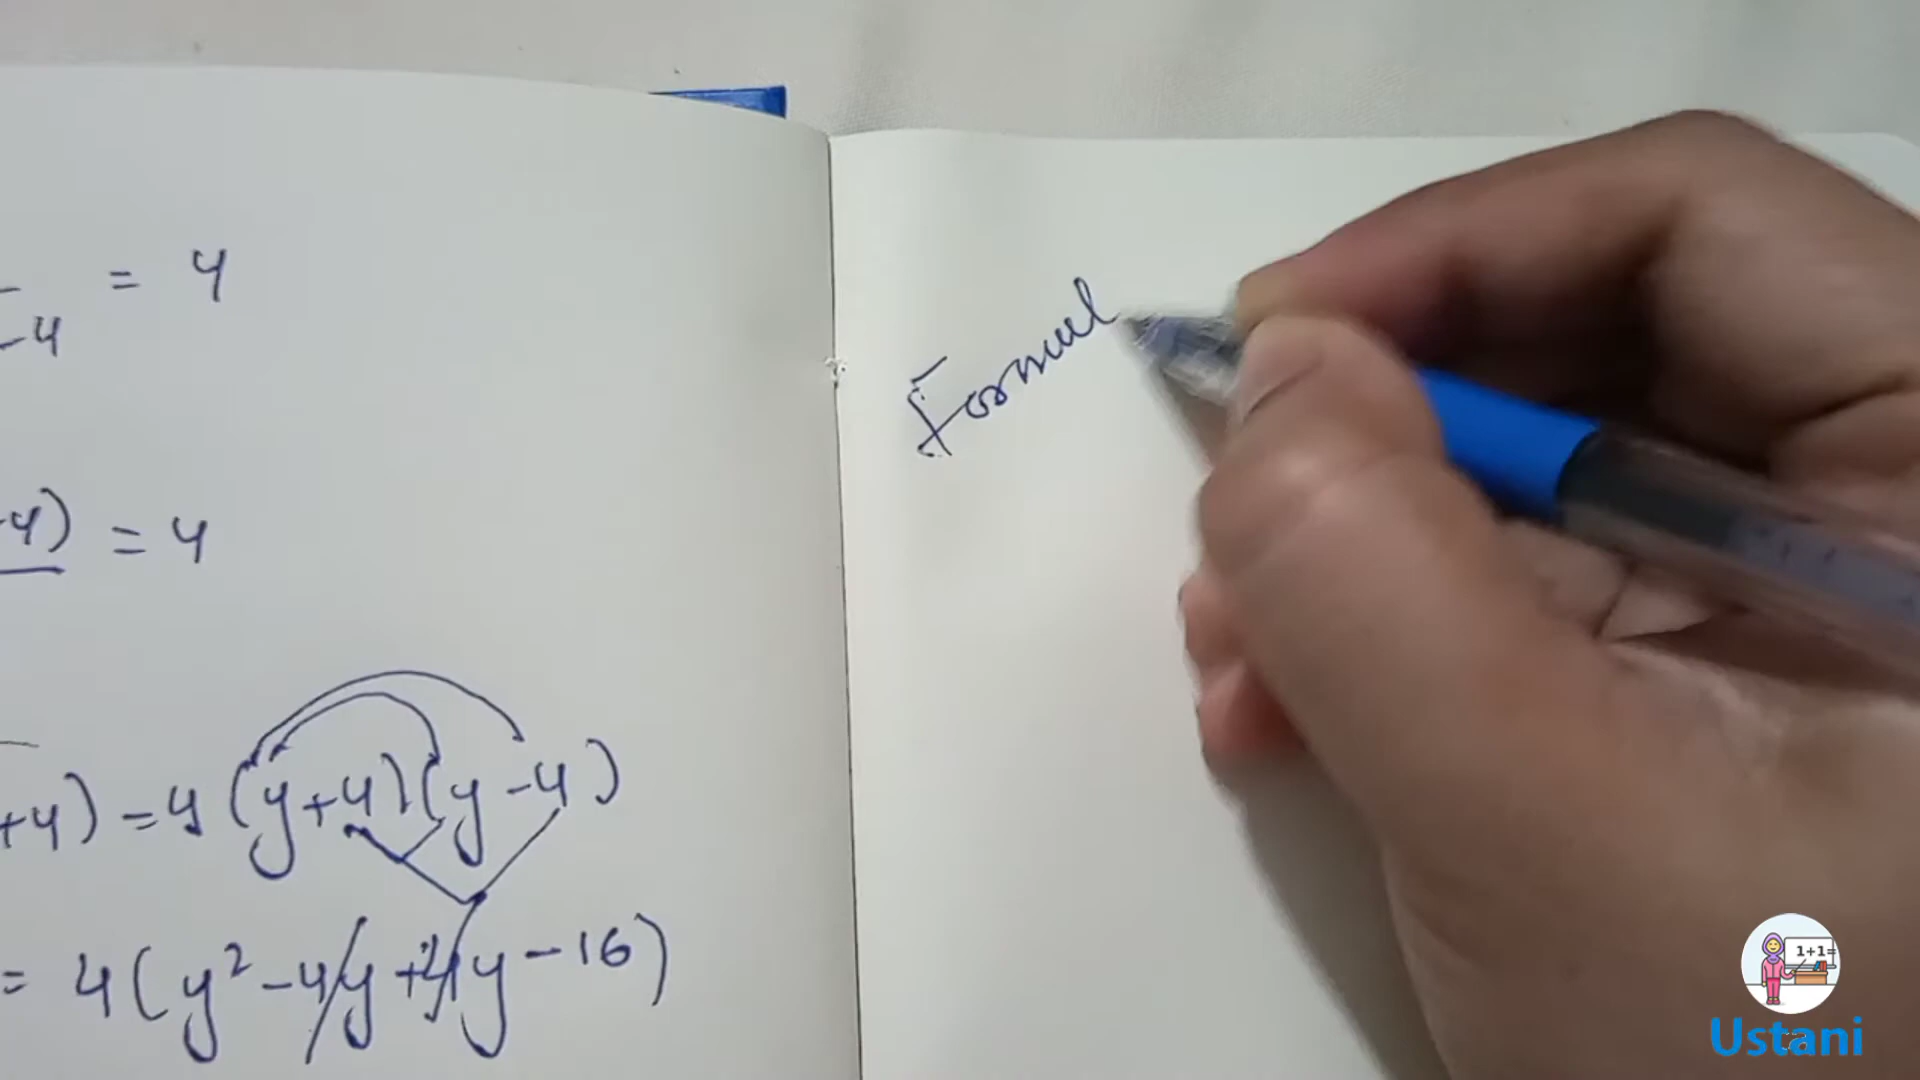 = 4
-4
-4) = 4
+4) = 4 (y+4)(y-4)
= 4(y² - 4y + 4y - 16)
Formul
1+1=
Ustani